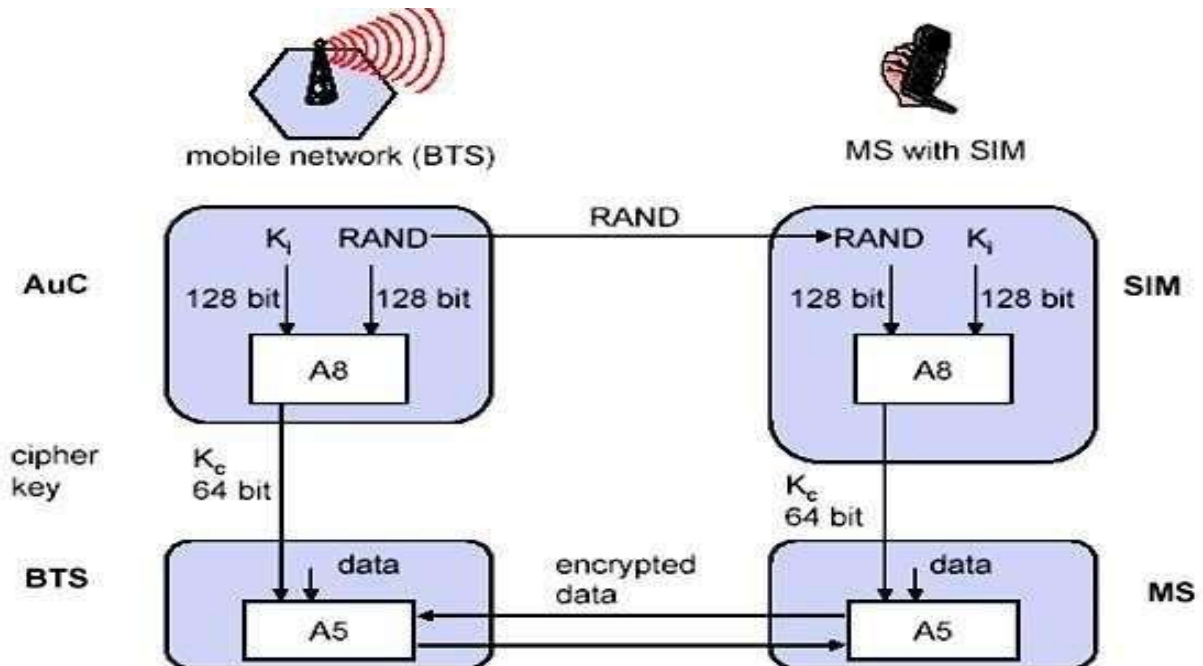 mobile network (BTS)
MS with SIM
RAND
AuC
Ki
RAND
RAND
Ki
SIM
128 bit
128 bit
128 bit
128 bit
A8
A8
cipher
key
Kc
64 bit
Kc
64 bit
BTS
data
encrypted
data
data
MS
A5
A5